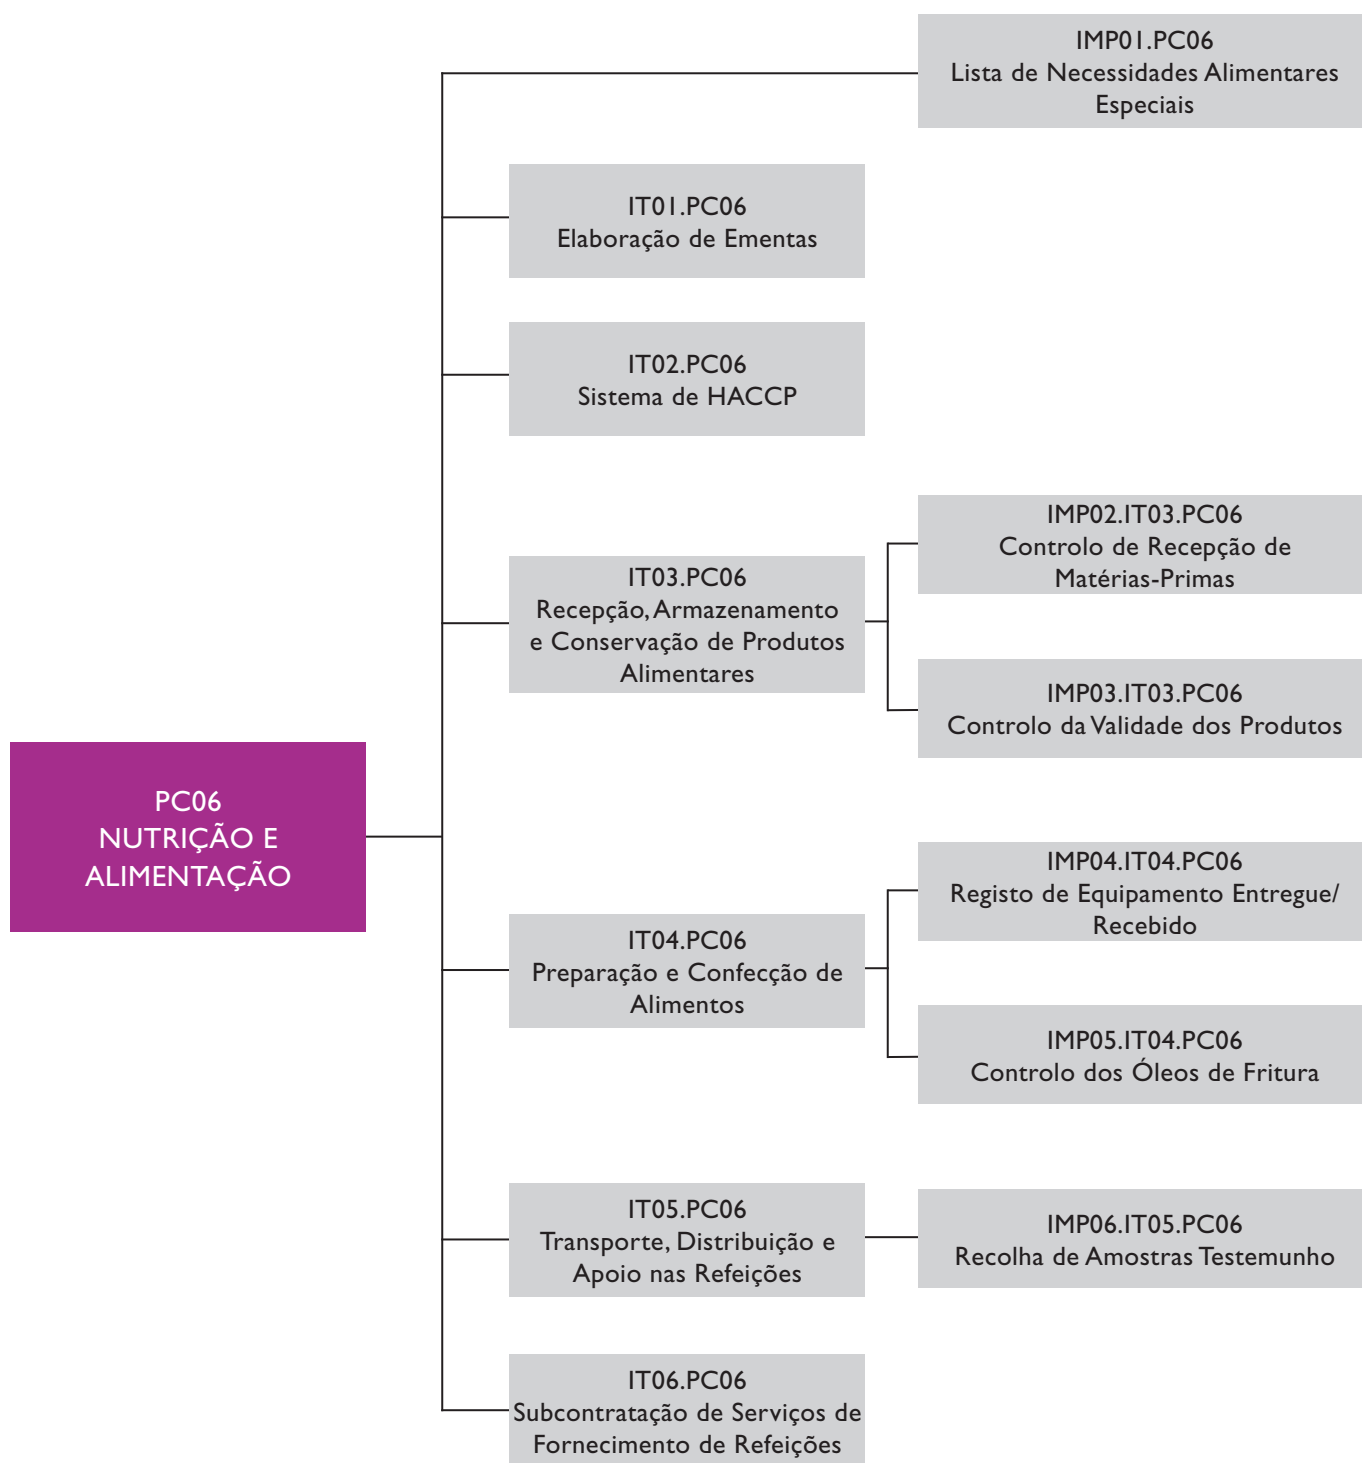 IMP01.PC06
Lista de Necessidades Alimentares
Especiais
IT01.PC06
Elaboração de Ementas
IT02.PC06
Sistema de HACCP
IT03.PC06
Recepção, Armazenamento
e Conservação de Produtos
Alimentares
IMP02.IT03.PC06
Controlo de Recepção de
Matérias-Primas
IMP03.IT03.PC06
Controlo da Validade dos Produtos
PC06
NUTRIÇÃO E
ALIMENTAÇÃO
IT04.PC06
Preparação e Confecção de
Alimentos
IMP04.IT04.PC06
Registo de Equipamento Entregue/
Recebido
IMP05.IT04.PC06
Controlo dos Óleos de Fritura
IT05.PC06
Transporte, Distribuição e
Apoio nas Refeições
IMP06.IT05.PC06
Recolha de Amostras Testemunho
IT06.PC06
Subcontratação de Serviços de
Fornecimento de Refeições